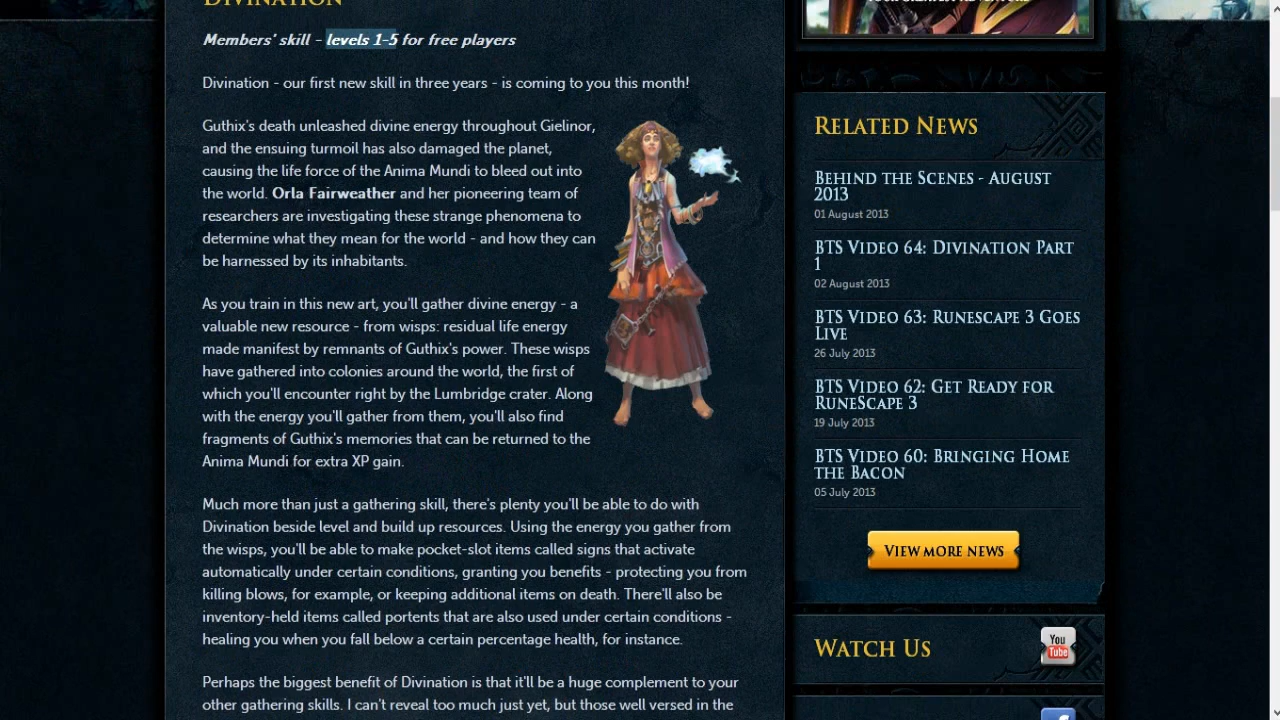 DIVINATION
YOUR GREATEST ADVENTURE
Members' skill - levels 1-5 for free players
Divination - our first new skill in three years - is coming to you this month!
Guthix's death unleashed divine energy throughout Gielinor,
and the ensuing turmoil has also damaged the planet,
causing the life force of the Anima Mundi to bleed out into
the world. Orla Fairweather and her pioneering team of
researchers are investigating these strange phenomena to
determine what they mean for the world - and how they can
be harnessed by its inhabitants.
As you train in this new art, you'll gather divine energy - a
valuable new resource - from wisps: residual life energy
made manifest by remnants of Guthix's power. These wisps
have gathered into colonies around the world, the first of
which you'll encounter right by the Lumbridge crater. Along
with the energy you'll gather from them, you'll also find
fragments of Guthix's memories that can be returned to the
Anima Mundi for extra XP gain.
Much more than just a gathering skill, there's plenty you'll be able to do with
Divination beside level and build up resources. Using the energy you gather from
the wisps, you'll be able to make pocket-slot items called signs that activate
automatically under certain conditions, granting you benefits - protecting you from
killing blows, for example, or keeping additional items on death. There'll also be
inventory-held items called portents that are also used under certain conditions -
healing you when you fall below a certain percentage health, for instance.
Perhaps the biggest benefit of Divination is that it'll be a huge complement to your
other gathering skills. I can't reveal too much just yet, but those well versed in the
RELATED NEWS
BEHIND THE SCENES - AUGUST
2013
01 August 2013
BTS VIDEO 64: DIVINATION PART
1
02 August 2013
BTS VIDEO 63: RUNESCAPE 3 GOES
LIVE
26 July 2013
BTS VIDEO 62: GET READY FOR
RUNESCAPE 3
19 July 2013
BTS VIDEO 60: BRINGING HOME
THE BACON
05 July 2013
VIEW MORE NEWS
WATCH US
You
Tube